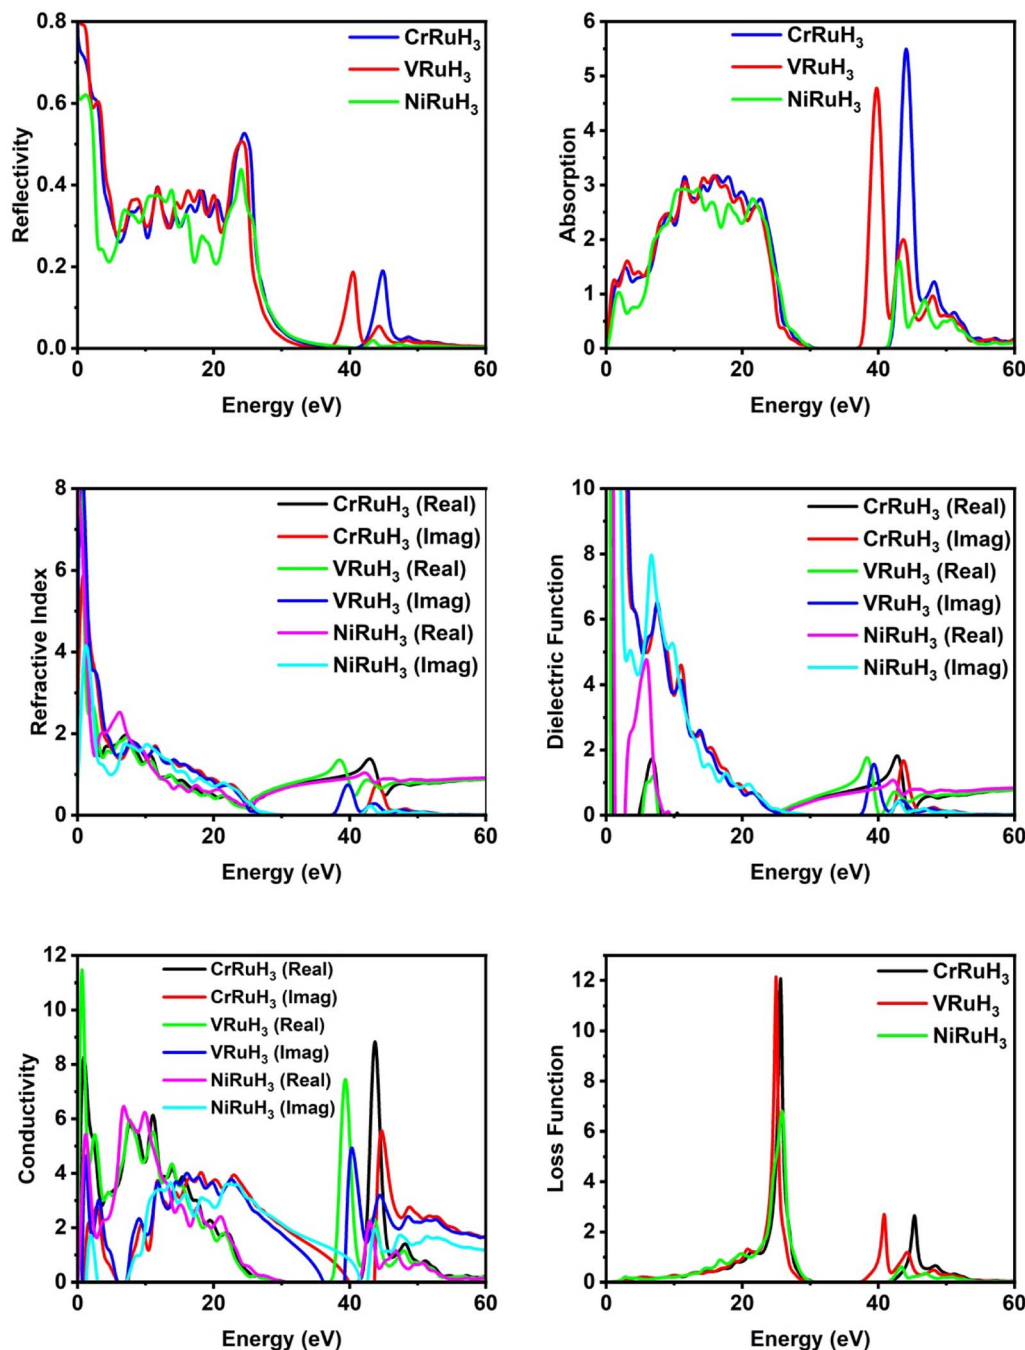 0.8
0.6
0.4
0.2
0.0
Reflectivity
CrRuH₃
VRuH₃
NiRuH₃
0
20
40
60
Energy (eV)
6
5
4
3
2
1
0
Absorption
CrRuH₃
VRuH₃
NiRuH₃
0
20
40
60
Energy (eV)
8
6
4
2
0
Refractive Index
CrRuH₃ (Real)
CrRuH₃ (Imag)
VRuH₃ (Real)
VRuH₃ (Imag)
NiRuH₃ (Real)
NiRuH₃ (Imag)
0
20
40
60
Energy (eV)
10
8
6
4
2
0
Dielectric Function
CrRuH₃ (Real)
CrRuH₃ (Imag)
VRuH₃ (Real)
VRuH₃ (Imag)
NiRuH₃ (Real)
NiRuH₃ (Imag)
0
20
40
60
Energy (eV)
12
10
8
6
4
2
0
Conductivity
CrRuH₃ (Real)
CrRuH₃ (Imag)
VRuH₃ (Real)
VRuH₃ (Imag)
NiRuH₃ (Real)
NiRuH₃ (Imag)
0
20
40
60
Energy (eV)
12
10
8
6
4
2
0
Loss Function
CrRuH₃
VRuH₃
NiRuH₃
0
20
40
60
Energy (eV)